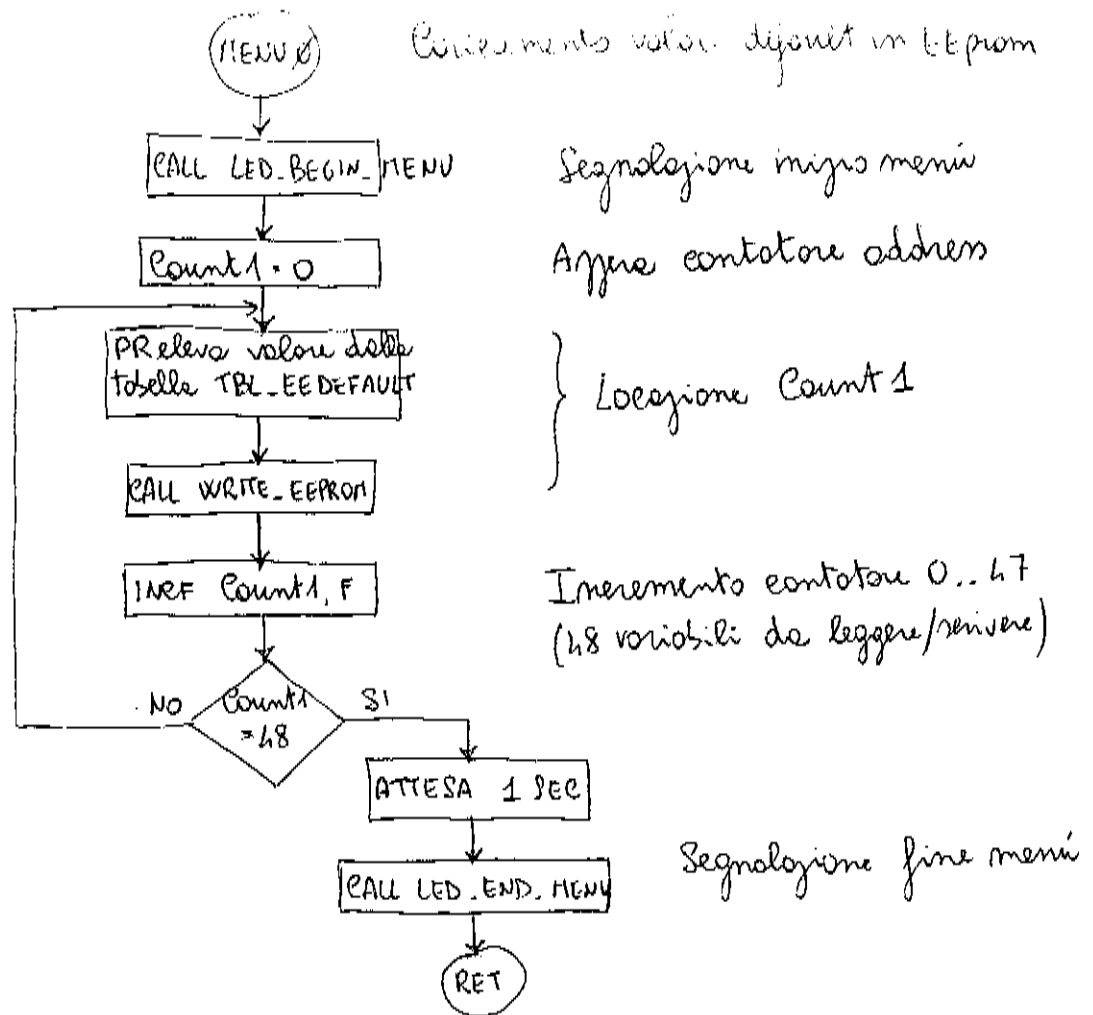 MENU Ø
Caricamento valori default in EEprom
CALL LED_BEGIN_MENU
Segnalazione inizio menù
Count1 = 0
Azzera contatore address
PReleva valore dalla
tabella TBL_EEDEFAULT
Locazione Count 1
CALL WRITE_EEPROM
INCF Count1, F
Incremento contatore 0..47
(48 variabili da leggere/scrivere)
NO
Count1
=48
SI
ATTESA 1 SEC
CALL LED_END_MENU
Segnalazione fine menù
RET